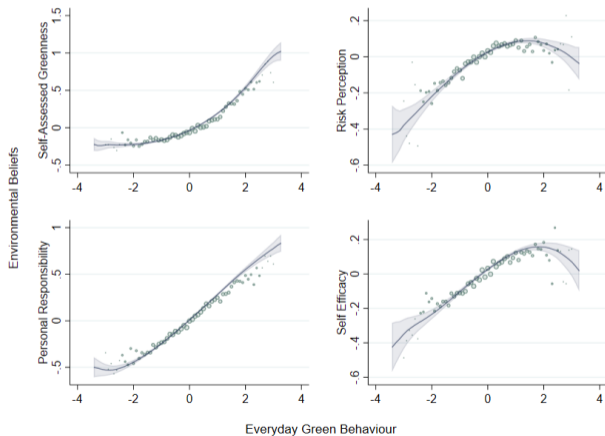 Environmental Beliefs
Self-Assessed Greenness
1.5
1
.5
0
-.5
-4 -2 0 2 4
Risk Perception
.2
0
-.2
-.4
-.6
-4 -2 0 2 4
Personal Responsibility
1
.5
0
-.5
-4 -2 0 2 4
Self Efficacy
.2
0
-.2
-.4
-.6
-4 -2 0 2 4
Everyday Green Behaviour